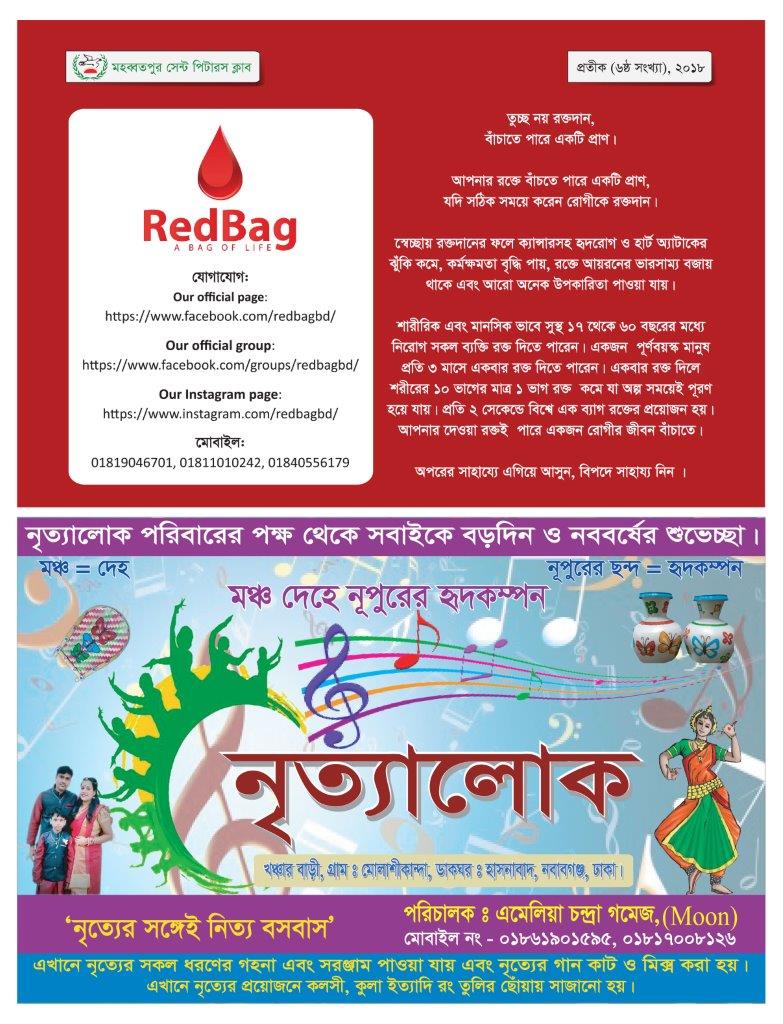 মহব্বতপুর সেন্ট পিটারস ক্লাব
প্রতীক (৬ষ্ঠ সংখ্যা), ২০১৮
RedBag
A BAG OF LIFE
যোগাযোগঃ
Our official page:
https://www.facebook.com/redbagbd/
Our official group:
https://www.facebook.com/groups/redbagbd/
Our Instagram page:
https://www.instagram.com/redbagbd/
মোবাইলঃ
01819046701, 01811010242, 01840556179
তুচ্ছ নয় রক্তদান,
বাঁচাতে পারে একটি প্রাণ।
আপনার রক্তে বাঁচতে পারে একটি প্রাণ,
যদি সঠিক সময়ে করেন রোগীকে রক্তদান।
স্বেচ্ছায় রক্তদানের ফলে ক্যান্সারসহ হৃদরোগ ও হার্ট অ্যাটাকের
ঝুঁকি কমে, কর্মক্ষমতা বৃদ্ধি পায়, রক্তে আয়রনের ভারসাম্য বজায়
থাকে এবং আরো অনেক উপকারিতা পাওয়া যায়।
শারীরিক এবং মানসিক ভাবে সুস্থ ১৭ থেকে ৬০ বছরের মধ্যে
নিরোগ সকল ব্যক্তি রক্ত দিতে পারেন। একজন পূর্ণবয়স্ক মানুষ
প্রতি ৩ মাসে একবার রক্ত দিতে পারেন। একবার রক্ত দিলে
শরীরের ১০ ভাগের মাত্র ১ ভাগ রক্ত কমে যা অল্প সময়েই পূরণ
হয়ে যায়। প্রতি ২ সেকেন্ডে বিশ্বে এক ব্যাগ রক্তের প্রয়োজন হয়।
আপনার দেওয়া রক্তই পারে একজন রোগীর জীবন বাঁচাতে।
অপরের সাহায্যে এগিয়ে আসুন, বিপদে সাহায্য নিন ।
নৃত্যালোক পরিবারের পক্ষ থেকে সবাইকে বড়দিন ও নববর্ষের শুভেচ্ছা।
মঞ্চ = দেহ
নূপুরের ছন্দ = হৃদকম্পন
মঞ্চ দেহে নূপুরের হৃদকম্পন
নৃত্যালোক
খঞ্চার বাড়ী, গ্রাম ঃ মোলাশীকান্দা, ডাকঘর ঃ হাসনাবাদ, নবাবগঞ্জ, ঢাকা।
‘নৃত্যের সঙ্গেই নিত্য বসবাস’
পরিচালক ঃ এমেলিয়া চন্দ্রা গমেজ,(Moon)
মোবাইল নং - ০১৮৬১৯০১৫৯৫, ০১৮১৭০০৮১২৬
এখানে নৃত্যের সকল ধরণের গহনা এবং সরঞ্জাম পাওয়া যায় এবং নৃত্যের গান কাট ও মিক্স করা হয়।
এখানে নৃত্যের প্রয়োজনে কলসী, কুলা ইত্যাদি রং তুলির ছোঁয়ায় সাজানো হয়।